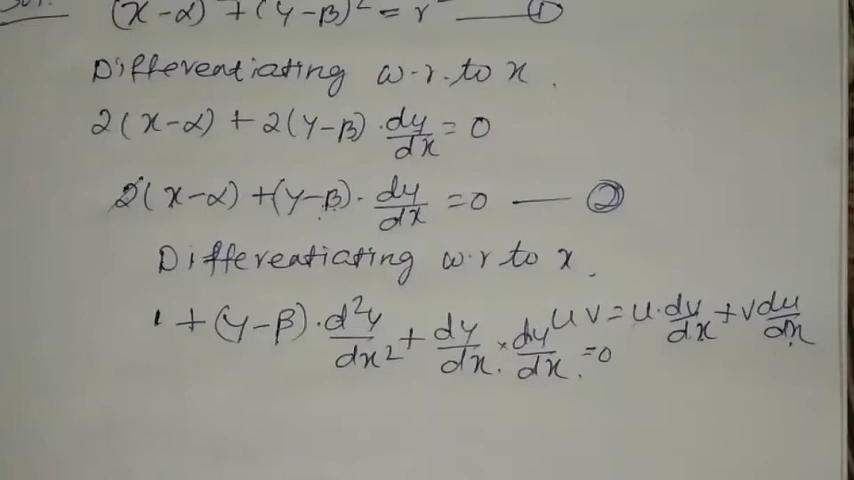 (x-α) + (y-β)² = r² — ①
Differentiating w.r.to x.
2(x-α) + 2(y-β).dy/dx = 0
(x-α) + (y-β).dy/dx = 0 — ②
Differentiating w.r to x.
1 + (y-β).d²y/dx² + dy/dx × dy/dx = 0
uv = u.dv/dx + v du/dx